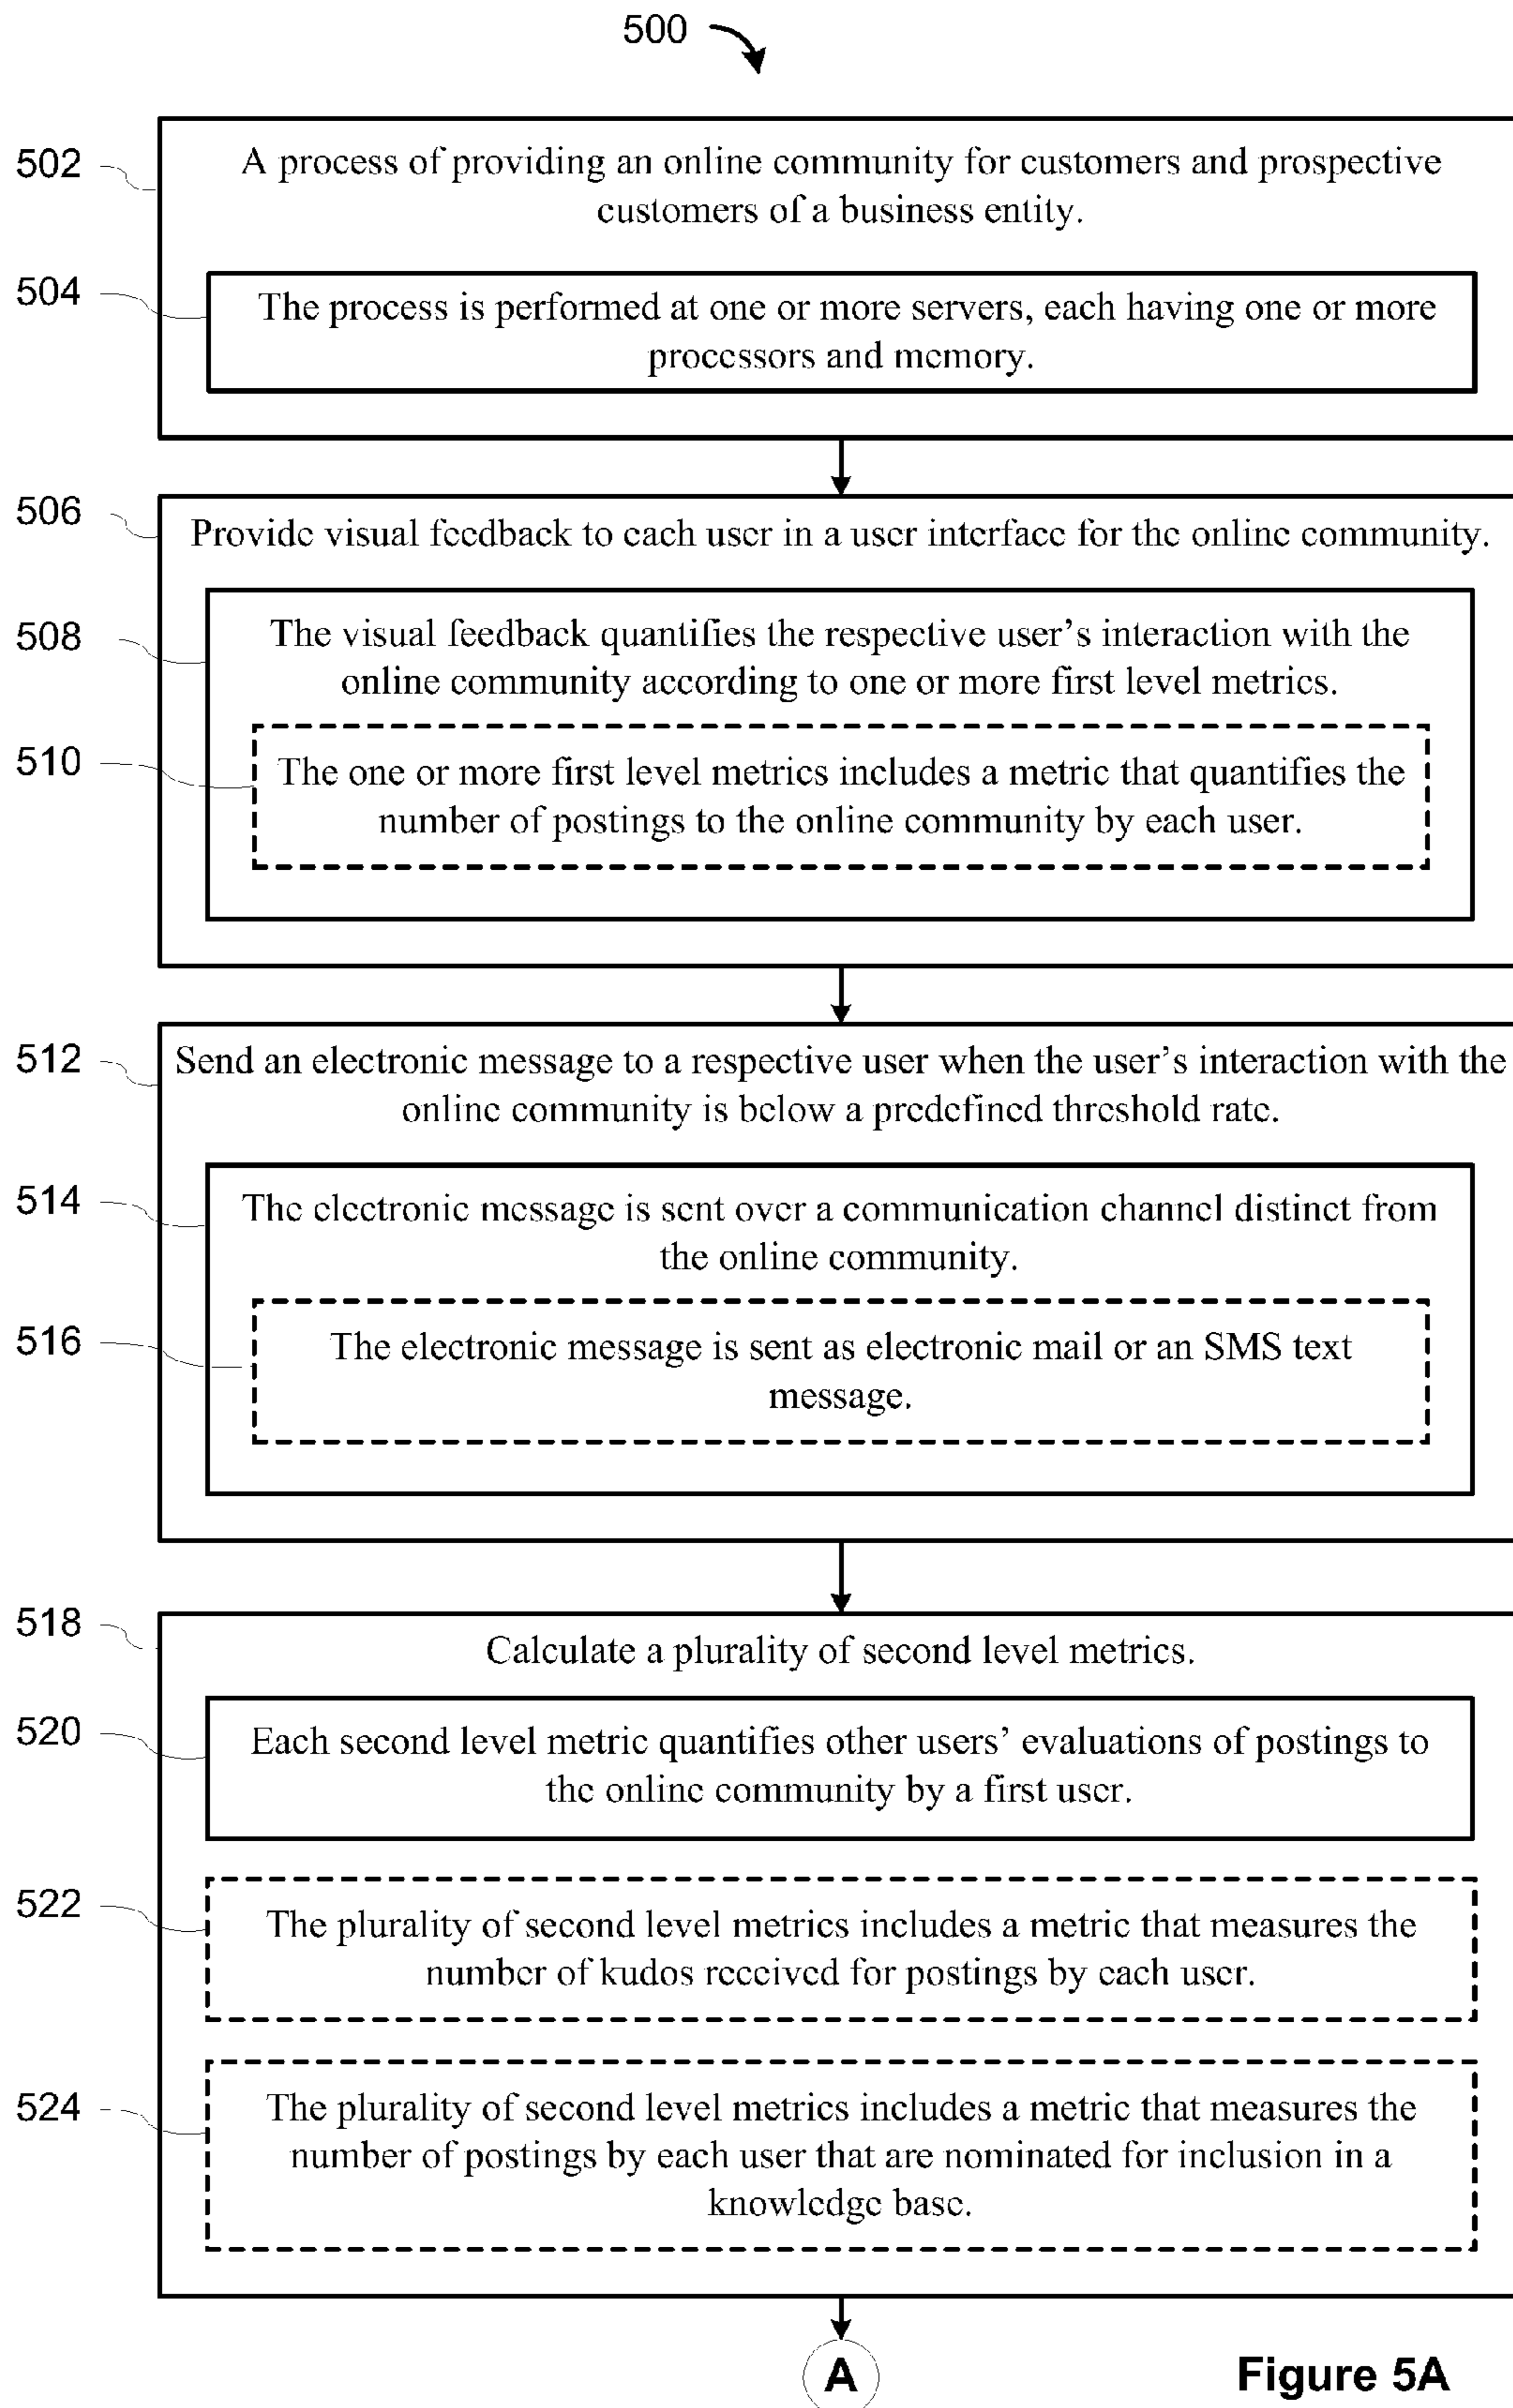 500
502
A process of providing an online community for customers and prospective
customers of a business entity.
504
The process is performed at one or more servers, each having one or more
processors and memory.
506
Provide visual feedback to each user in a user interface for the online community.
508
The visual feedback quantifies the respective user's interaction with the
online community according to one or more first level metrics.
510
The one or more first level metrics includes a metric that quantifies the
number of postings to the online community by each user.
512
Send an electronic message to a respective user when the user's interaction with the
online community is below a predefined threshold rate.
514
The electronic message is sent over a communication channel distinct from
the online community.
516
The electronic message is sent as electronic mail or an SMS text
message.
518
Calculate a plurality of second level metrics.
520
Each second level metric quantifies other users' evaluations of postings to
the online community by a first user.
522
The plurality of second level metrics includes a metric that measures the
number of kudos received for postings by each user.
524
The plurality of second level metrics includes a metric that measures the
number of postings by each user that are nominated for inclusion in a
knowledge base.
A
Figure 5A